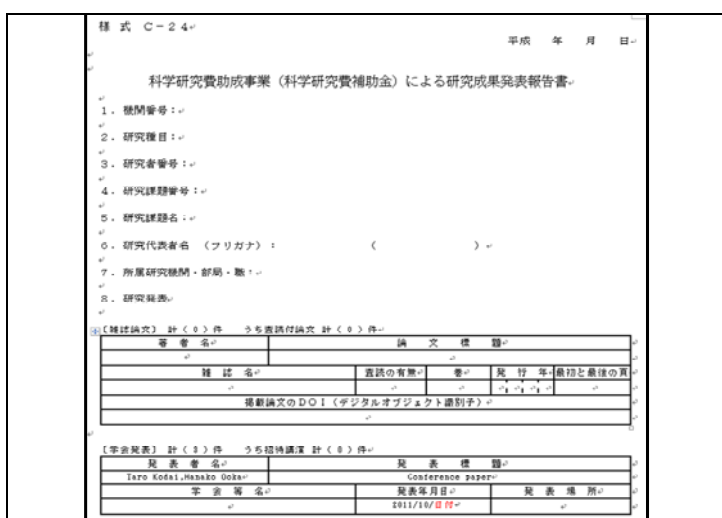 様 式 C-24
平成 年 月 日
科学研究費助成事業(科学研究費補助金)による研究成果発表報告書
1.機関番号:
2.研究種目:
3.研究者番号:
4.研究課題番号:
5.研究課題名:
6.研究代表者名 (フリガナ): ( )
7.所属研究機関・部局・職:
8.研究発表
〔雑誌論文〕 計(0)件 うち査読付論文 計(0)件
著 者 名 論 文 標 題
雑 誌 名 査読の有無 巻 発 行 年 最初と最後の頁
掲載論文のDOI(デジタルオブジェクト識別子)
〔学会発表〕 計(3)件 うち招待講演 計(0)件
発 表 者 名 発 表 標 題
Taro Kodai,Hanako Ooka Conference paper
学 会 等 名 発表年月日 発 表 場 所
2011/10/日付